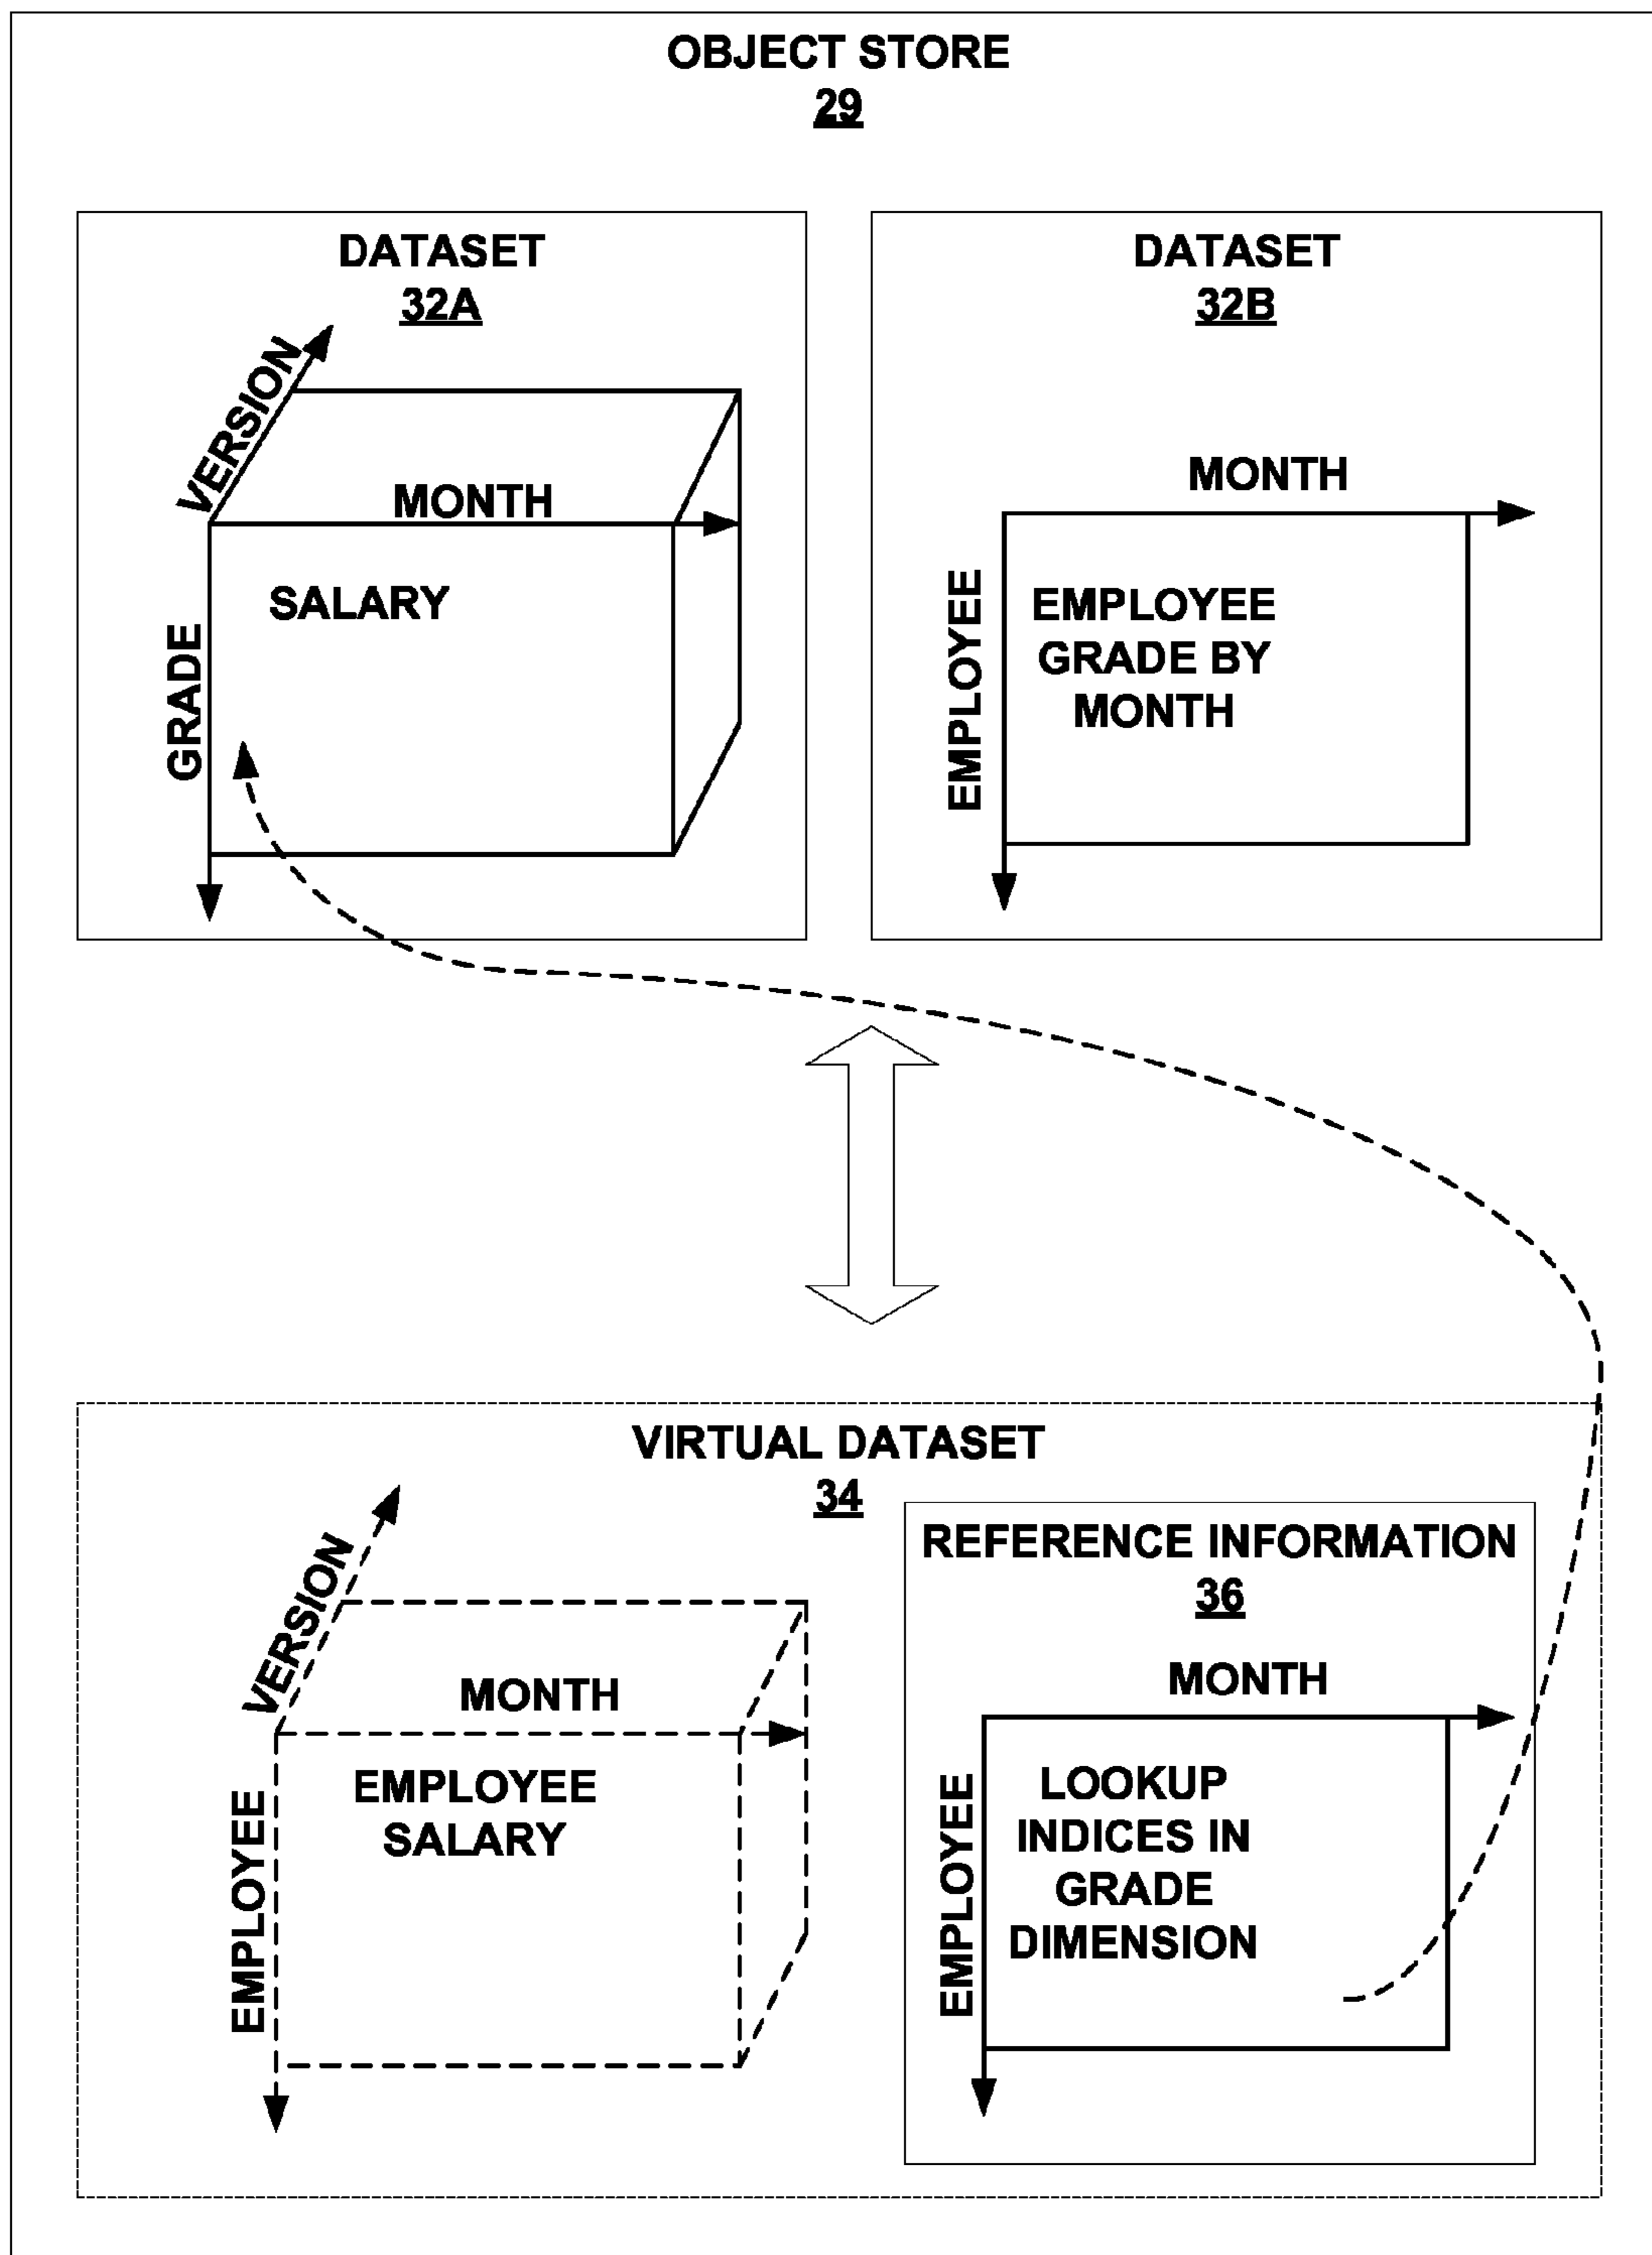 OBJECT STORE
29
DATASET
32A
VERSION
MONTH
SALARY
GRADE
DATASET
32B
MONTH
EMPLOYEE
EMPLOYEE
GRADE BY
MONTH
VIRTUAL DATASET
34
VERSION
MONTH
EMPLOYEE
SALARY
EMPLOYEE
REFERENCE INFORMATION
36
MONTH
EMPLOYEE
LOOKUP
INDICES IN
GRADE
DIMENSION